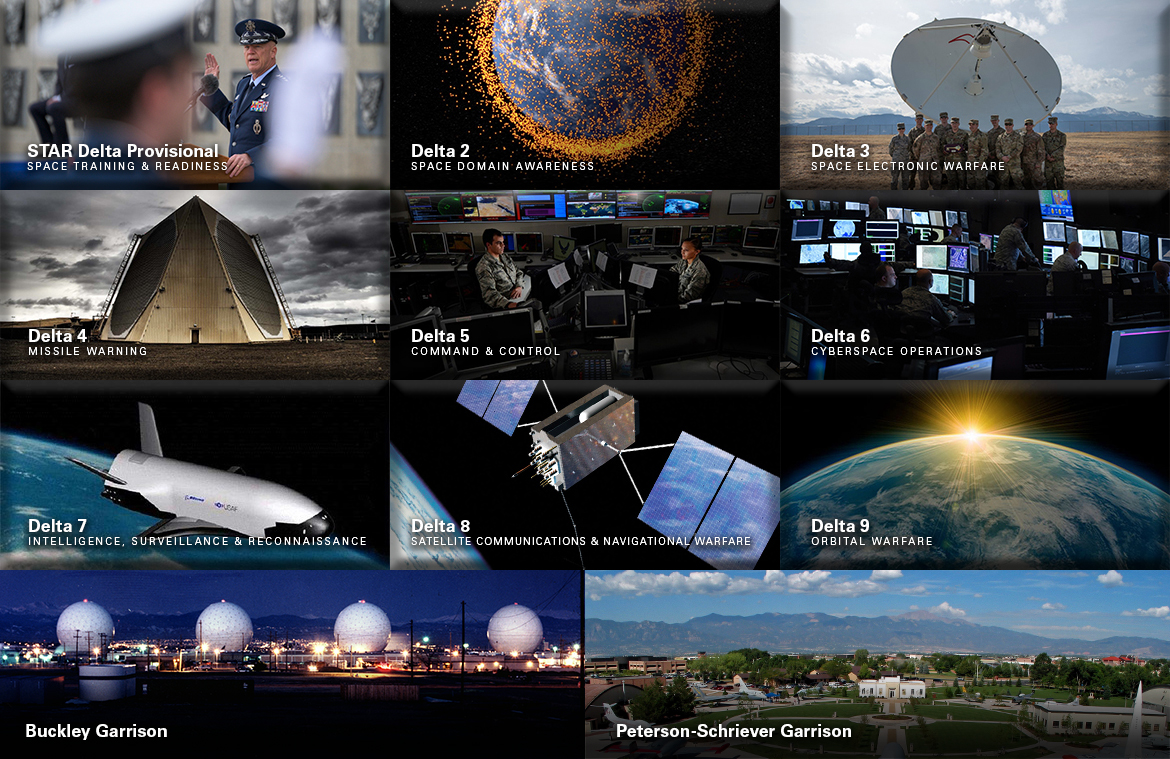 STAR Delta Provisional
SPACE TRAINING & READINESS
Delta 2
SPACE DOMAIN AWARENESS
Delta 3
SPACE ELECTRONIC WARFARE
Delta 4
MISSILE WARNING
Delta 5
COMMAND & CONTROL
Delta 6
CYBERSPACE OPERATIONS
USAF
Delta 7
INTELLIGENCE, SURVEILLANCE & RECONNAISSANCE
Delta 8
SATELLITE COMMUNICATIONS & NAVIGATIONAL WARFARE
Delta 9
ORBITAL WARFARE
Buckley Garrison
Peterson-Schriever Garrison